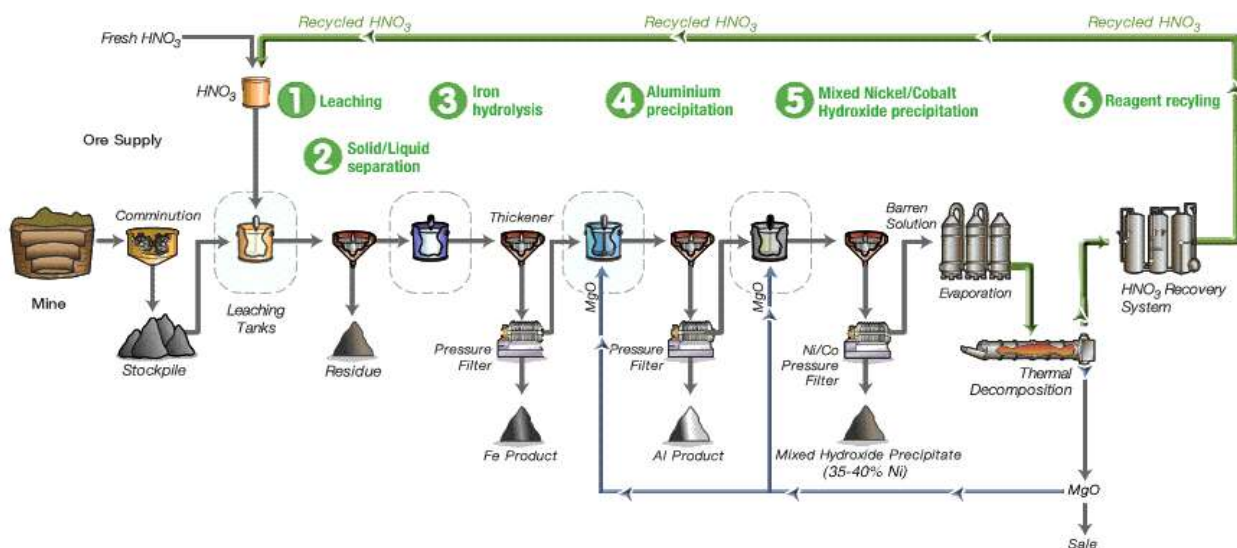 Recycled HNO3
Recycled HNO3
Recycled HNO3
Fresh HNO3
HNO3
1 Leaching
3 Iron
hydrolysis
4 Aluminium
precipitation
5 Mixed Nickel/Cobalt
Hydroxide precipitation
6 Reagent recyling
Ore Supply
2 Solid/Liquid
separation
Comminution
Thickener
Barren
Solution
Mine
Leaching
Tanks
MgO
MgO
Evaporation
HNO3 Recovery
System
Stockpile
Residue
Pressure
Filter
Pressure
Filter
Ni/Co
Pressure
Filter
Thermal
Decomposition
Fe Product
Al Product
Mixed Hydroxide Precipitate
(35-40% Ni)
MgO
Sale